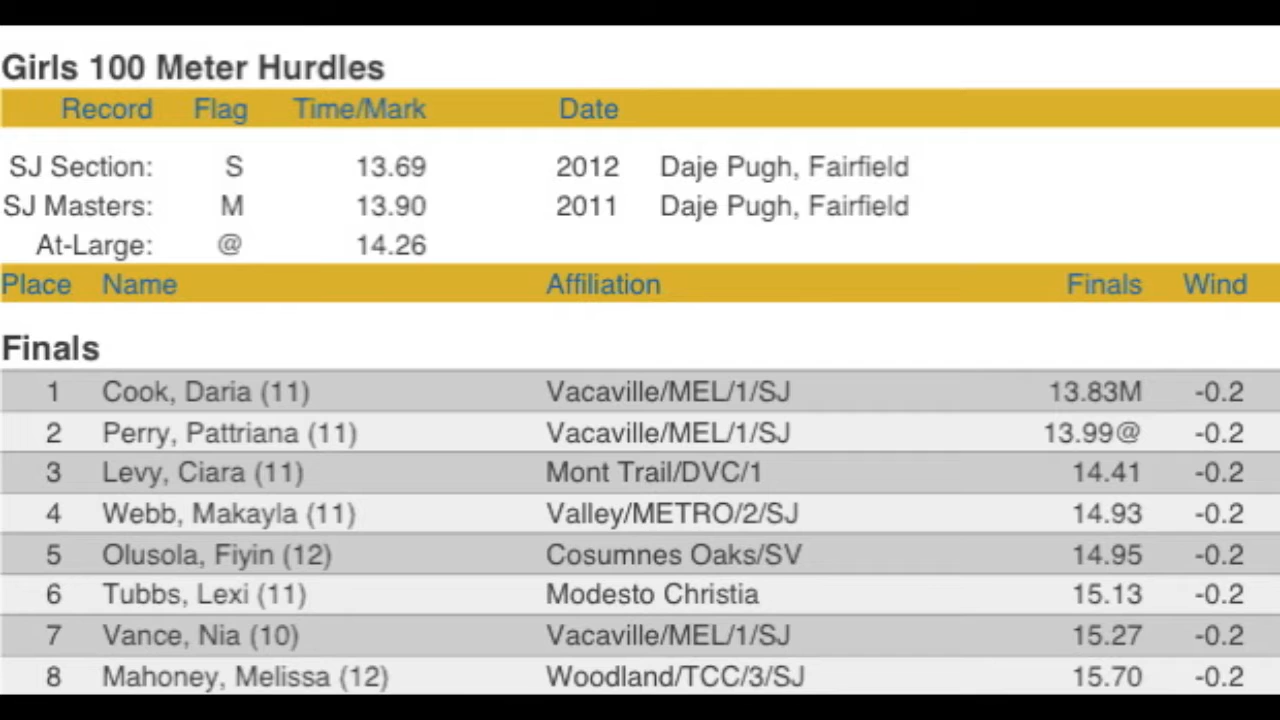 Girls 100 Meter Hurdles
Record Flag Time/Mark Date
SJ Section: S 13.69 2012 Daje Pugh, Fairfield
SJ Masters: M 13.90 2011 Daje Pugh, Fairfield
At-Large: @ 14.26
Place Name Affiliation Finals Wind
Finals
1 Cook, Daria (11) Vacaville/MEL/1/SJ 13.83M -0.2
2 Perry, Pattriana (11) Vacaville/MEL/1/SJ 13.99@ -0.2
3 Levy, Ciara (11) Mont Trail/DVC/1 14.41 -0.2
4 Webb, Makayla (11) Valley/METRO/2/SJ 14.93 -0.2
5 Olusola, Fiyin (12) Cosumnes Oaks/SV 14.95 -0.2
6 Tubbs, Lexi (11) Modesto Christia 15.13 -0.2
7 Vance, Nia (10) Vacaville/MEL/1/SJ 15.27 -0.2
8 Mahoney, Melissa (12) Woodland/TCC/3/SJ 15.70 -0.2